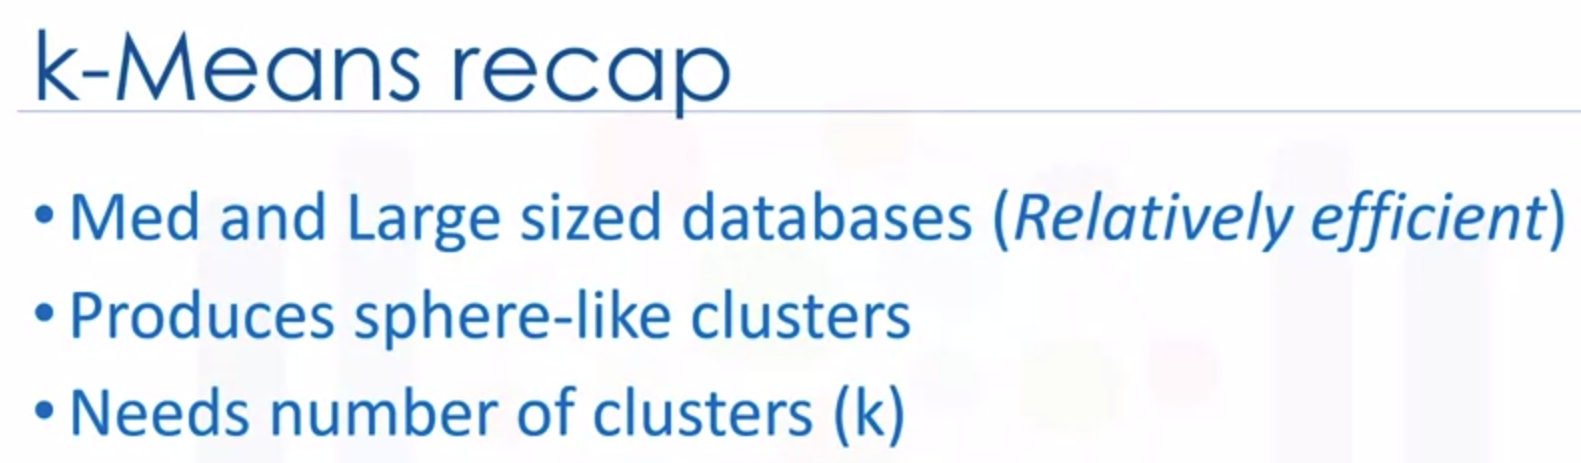 k-Means recap
• Med and Large sized databases (Relatively efficient)
• Produces sphere-like clusters
• Needs number of clusters (k)